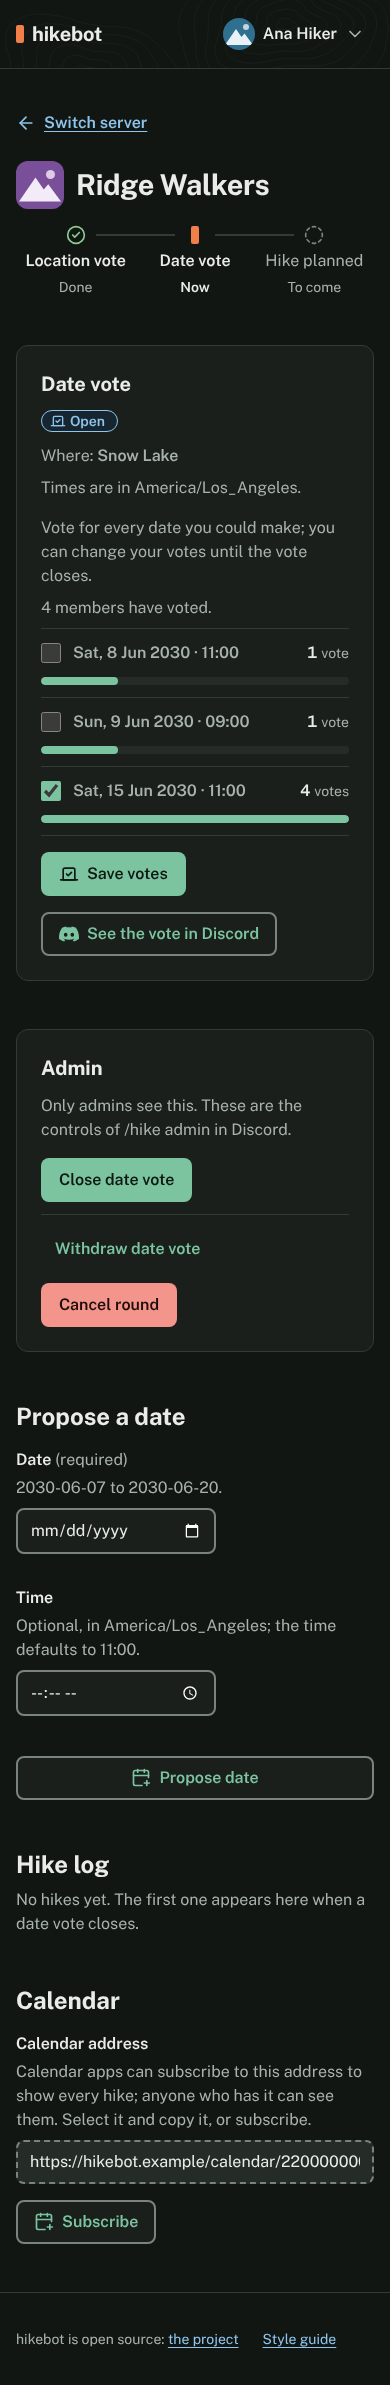 hikebot
Ana Hiker
Switch server
Ridge Walkers
Location vote
Done
Date vote
Now
Hike planned
To come
Date vote
Open
Where: Snow Lake
Times are in America/Los_Angeles.
Vote for every date you could make; you
can change your votes until the vote
closes.
4 members have voted.
Sat, 8 Jun 2030 · 11:00 1 vote
Sun, 9 Jun 2030 · 09:00 1 vote
Sat, 15 Jun 2030 · 11:00 4 votes
Save votes
See the vote in Discord
Admin
Only admins see this. These are the
controls of /hike admin in Discord.
Close date vote
Withdraw date vote
Cancel round
Propose a date
Date (required)
2030-06-07 to 2030-06-20.
mm/dd/yyyy
Time
Optional, in America/Los_Angeles; the time
defaults to 11:00.
--:-- --
Propose date
Hike log
No hikes yet. The first one appears here when a
date vote closes.
Calendar
Calendar address
Calendar apps can subscribe to this address to
show every hike; anyone who has it can see
them. Select it and copy it, or subscribe.
https://hikebot.example/calendar/22000000
Subscribe
hikebot is open source: the project Style guide